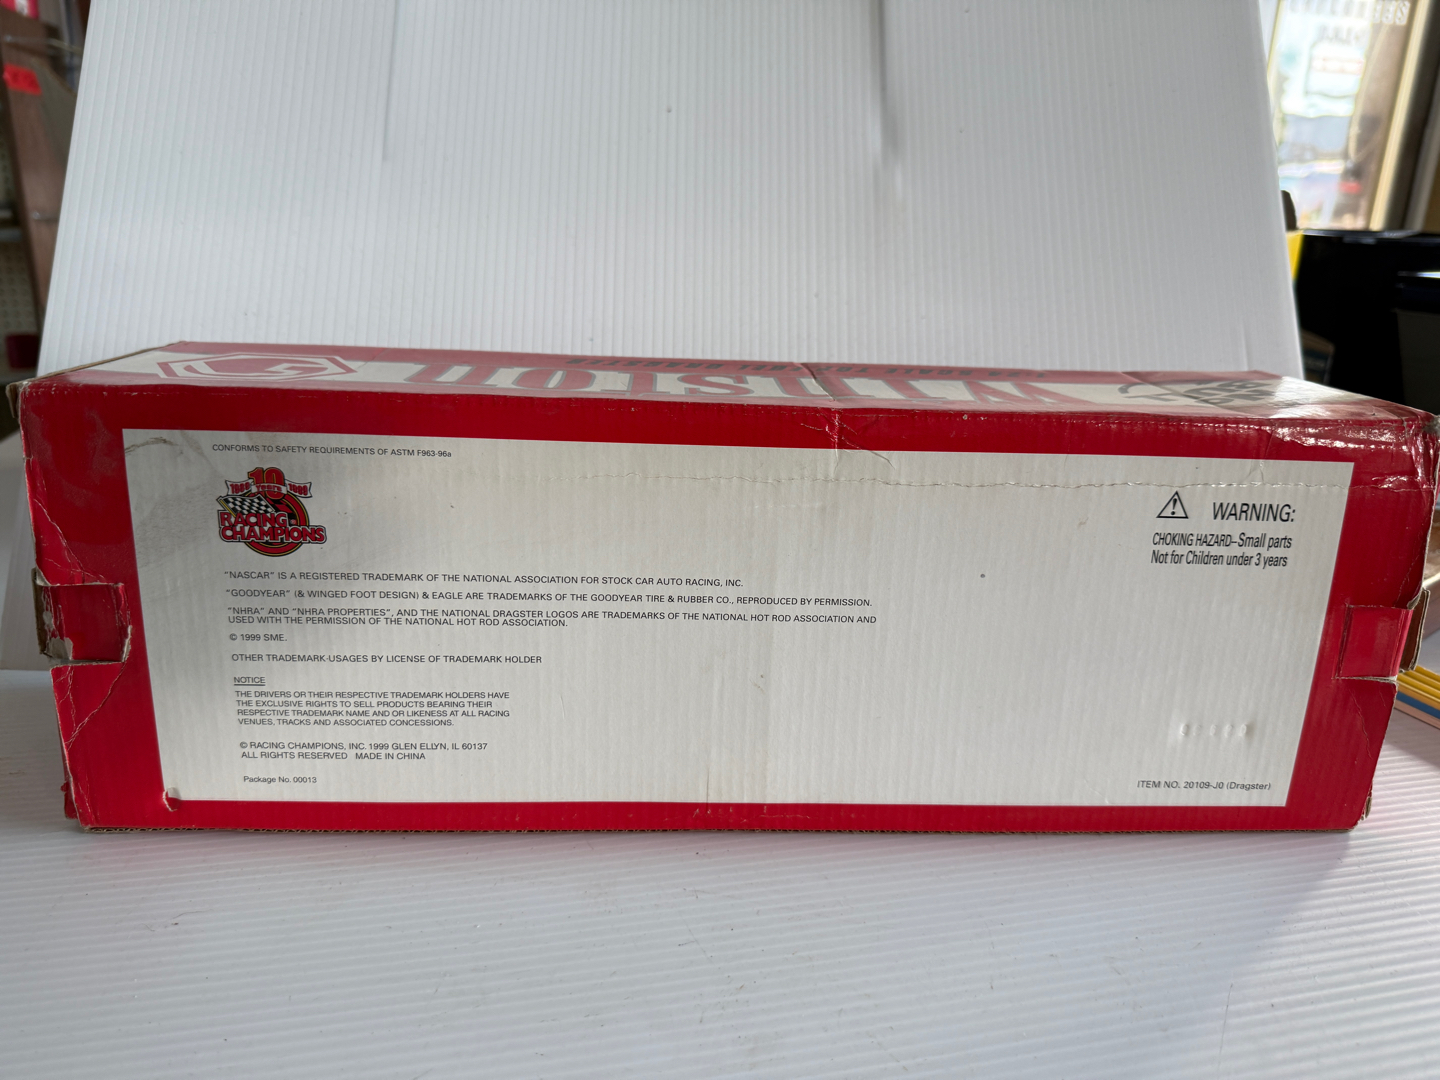 WINSTON
CONFORMS TO SAFETY REQUIREMENTS OF ASTM F963-96a
10
YEARS
RACING
CHAMPIONS
WARNING:
CHOKING HAZARD–Small parts
Not for Children under 3 years
"NASCAR" IS A REGISTERED TRADEMARK OF THE NATIONAL ASSOCIATION FOR STOCK CAR AUTO RACING, INC.
"GOODYEAR" (& WINGED FOOT DESIGN) & EAGLE ARE TRADEMARKS OF THE GOODYEAR TIRE & RUBBER CO., REPRODUCED BY PERMISSION.
"NHRA" AND "NHRA PROPERTIES", AND THE NATIONAL DRAGSTER LOGOS ARE TRADEMARKS OF THE NATIONAL HOT ROD ASSOCIATION AND
USED WITH THE PERMISSION OF THE NATIONAL HOT ROD ASSOCIATION.
© 1999 SME.
OTHER TRADEMARK-USAGES BY LICENSE OF TRADEMARK HOLDER
NOTICE
THE DRIVERS OR THEIR RESPECTIVE TRADEMARK HOLDERS HAVE
THE EXCLUSIVE RIGHTS TO SELL PRODUCTS BEARING THEIR
RESPECTIVE TRADEMARK NAME AND OR LIKENESS AT ALL RACING
VENUES, TRACKS AND ASSOCIATED CONCESSIONS.
© RACING CHAMPIONS, INC. 1999 GLEN ELLYN, IL 60137
ALL RIGHTS RESERVED MADE IN CHINA
Package No. 00013
ITEM NO. 20109-J0 (Dragster)